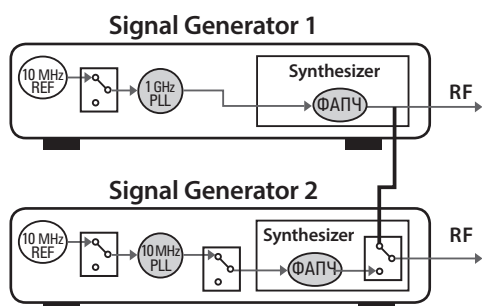 Signal Generator 1
10 MHz
REF
1 GHz
PLL
Synthesizer
ФАПЧ
RF
Signal Generator 2
10 MHz
REF
10 MHz
PLL
Synthesizer
ФАПЧ
RF